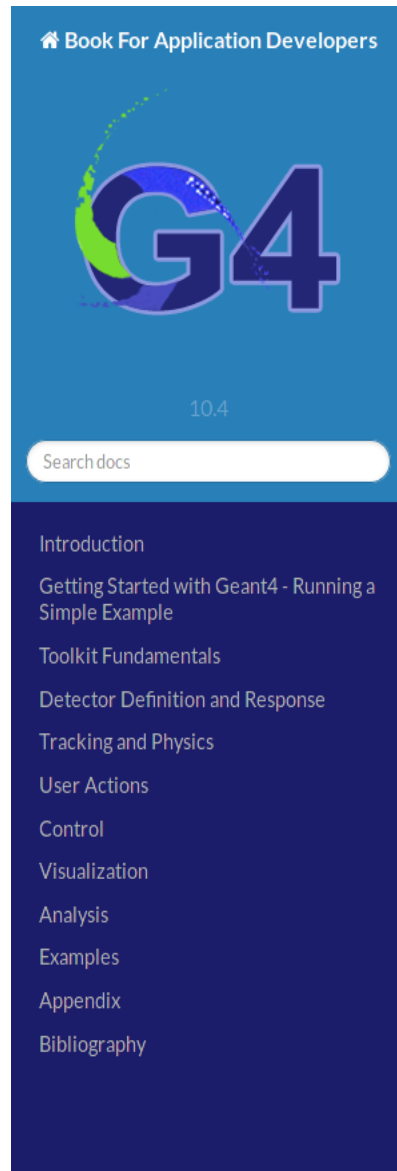 Book For Application Developers
G4
10.4
Search docs
Introduction
Getting Started with Geant4 - Running a
Simple Example
Toolkit Fundamentals
Detector Definition and Response
Tracking and Physics
User Actions
Control
Visualization
Analysis
Examples
Appendix
Bibliography